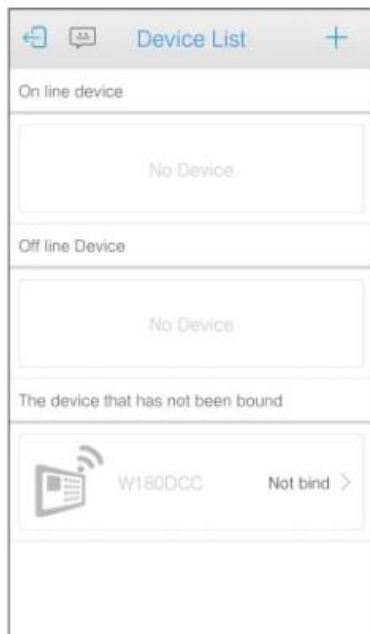 Device List
On line device
No Device
Off line Device
No Device
The device that has not been bound
W180DCC Not bind